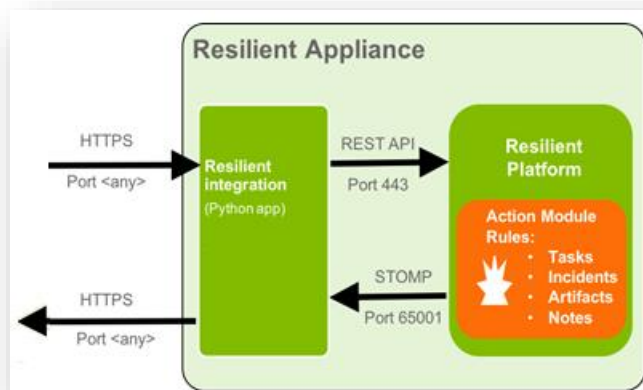 Resilient Appliance
HTTPS
Port <any>
Resilient
integration
(Python app)
REST API
Port 443
Resilient
Platform
Action Module
Rules:
• Tasks
• Incidents
• Artifacts
• Notes
STOMP
Port 65001
HTTPS
Port <any>